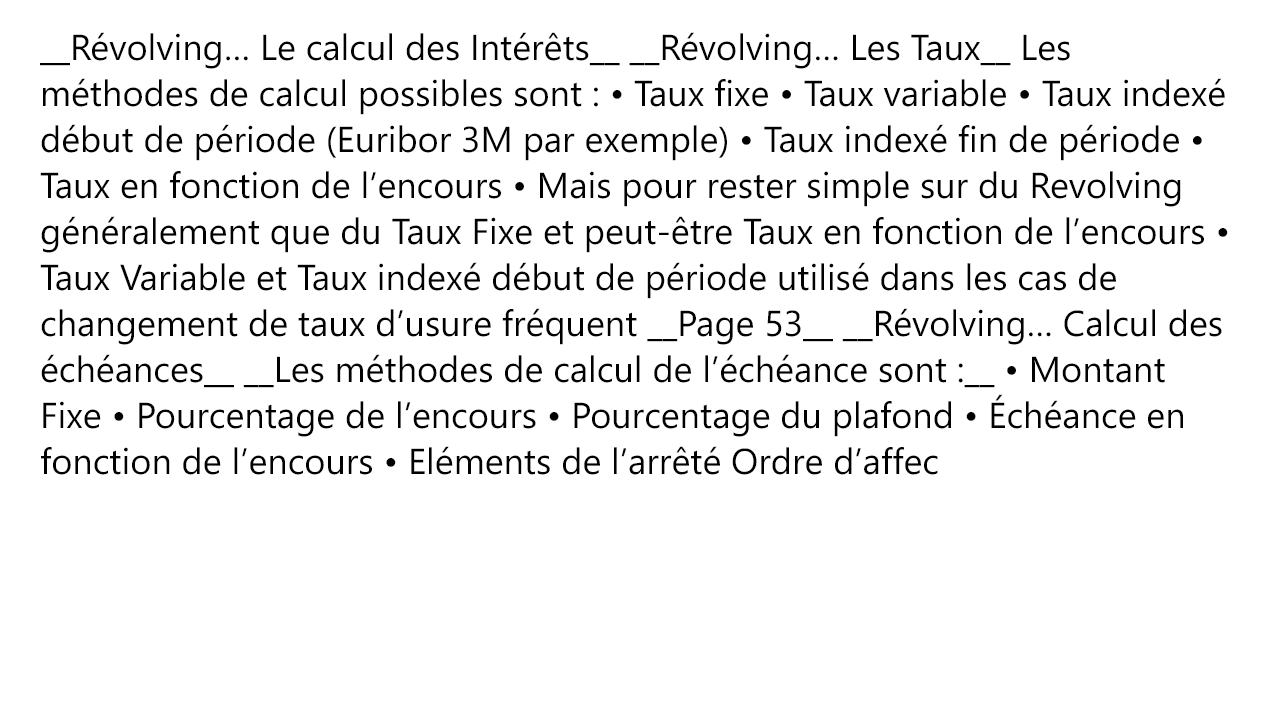 __Révolving… Le calcul des Intérêts__ __Révolving… Les Taux__ Les
méthodes de calcul possibles sont : • Taux fixe • Taux variable • Taux indexé
début de période (Euribor 3M par exemple) • Taux indexé fin de période •
Taux en fonction de l’encours • Mais pour rester simple sur du Revolving
généralement que du Taux Fixe et peut-être Taux en fonction de l’encours •
Taux Variable et Taux indexé début de période utilisé dans les cas de
changement de taux d’usure fréquent __Page 53__ __Révolving… Calcul des
échéances__ __Les méthodes de calcul de l’échéance sont :__ • Montant
Fixe • Pourcentage de l’encours • Pourcentage du plafond • Échéance en
fonction de l’encours • Eléments de l’arrêté Ordre d’affec